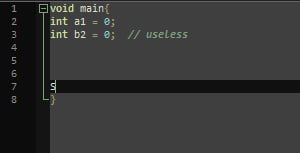 1 void main{
2 int a1 = 0;
3 int b2 = 0;  // useless
4
5
6
7 S
8 }